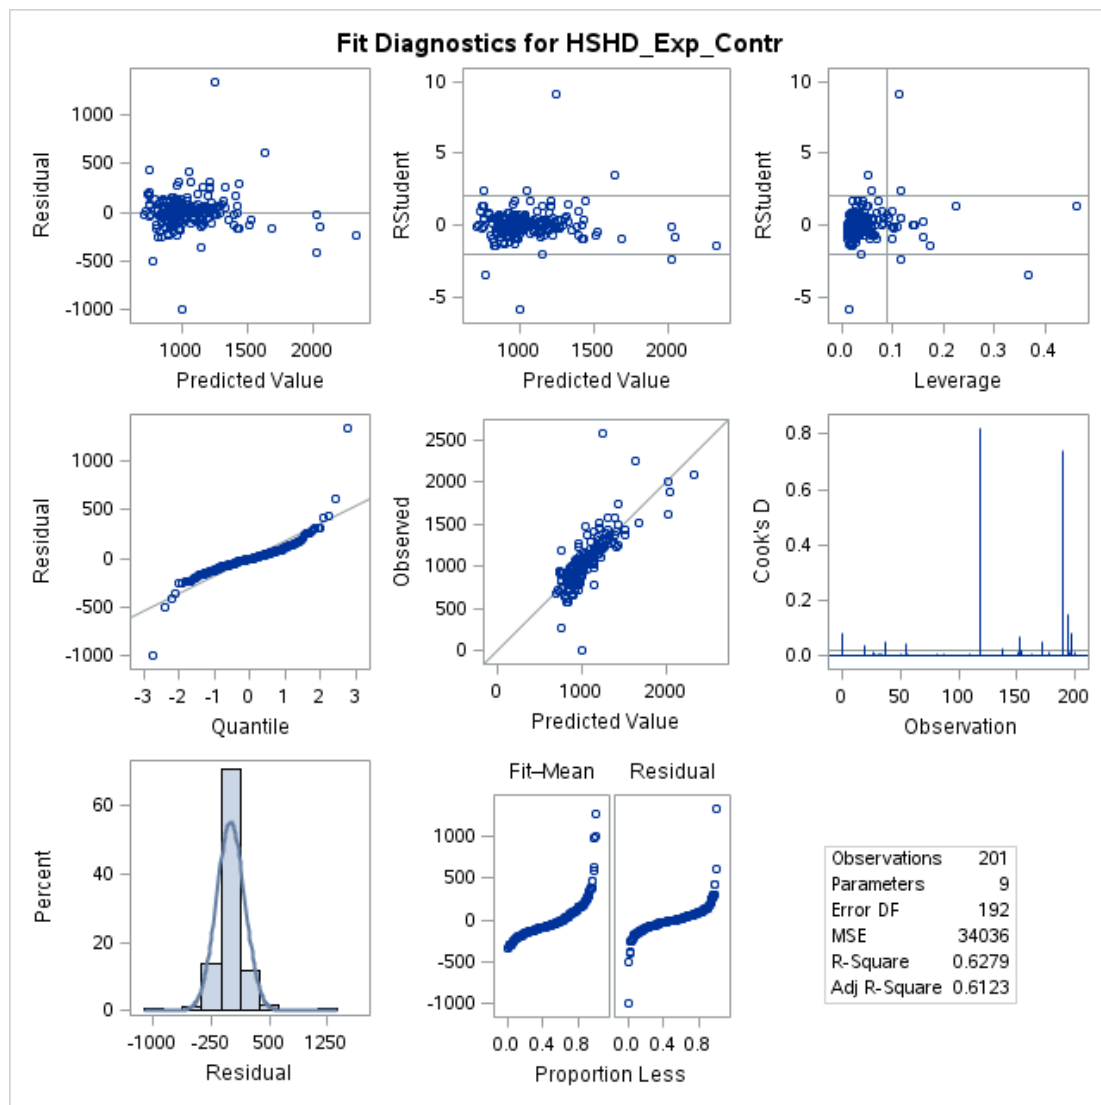 Fit Diagnostics for HSHD_Exp_Contr
Residual
1000
500
0
-500
-1000
1000 1500 2000
Predicted Value
RStudent
10
5
0
-5
1000 1500 2000
Predicted Value
RStudent
10
5
0
-5
0.0 0.1 0.2 0.3 0.4
Leverage
Residual
1000
500
0
-500
-1000
-3 -2 -1 0 1 2 3
Quantile
Observed
2500
2000
1500
1000
500
0
0 1000 2000
Predicted Value
Cook's D
0.8
0.6
0.4
0.2
0.0
0 50 100 150 200
Observation
Percent
60
40
20
0
-1000 -250 500 1250
Residual
Fit–Mean Residual
1000
500
0
-500
-1000
0.0 0.4 0.8 0.0 0.4 0.8
Proportion Less
Observations 201
Parameters 9
Error DF 192
MSE 34036
R-Square 0.6279
Adj R-Square 0.6123